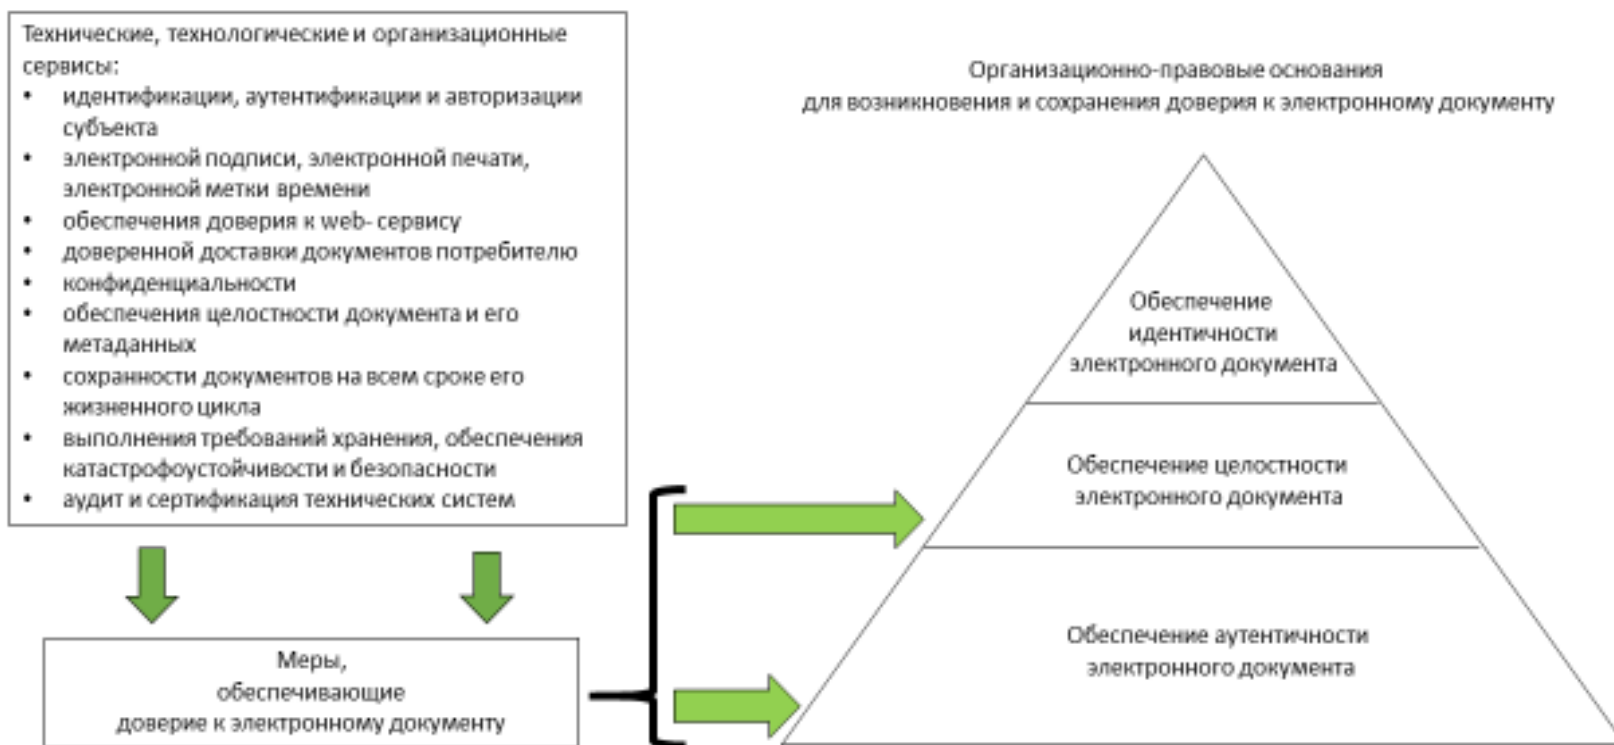 Технические, технологические и организационные
сервисы:
• идентификации, аутентификации и авторизации
субъекта
• электронной подписи, электронной печати,
электронной метки времени
• обеспечения доверия к web- сервису
• доверенной доставки документов потребителю
• конфиденциальности
• обеспечения целостности документа и его
метаданных
• сохранности документов на всем сроке его
жизненного цикла
• выполнения требований хранения, обеспечения
катастрофоустойчивости и безопасности
• аудит и сертификация технических систем
Меры,
обеспечивающие
доверие к электронному документу
Организационно-правовые основания
для возникновения и сохранения доверия к электронному документу
Обеспечение
идентичности
электронного документа
Обеспечение целостности
электронного документа
Обеспечение аутентичности
электронного документа